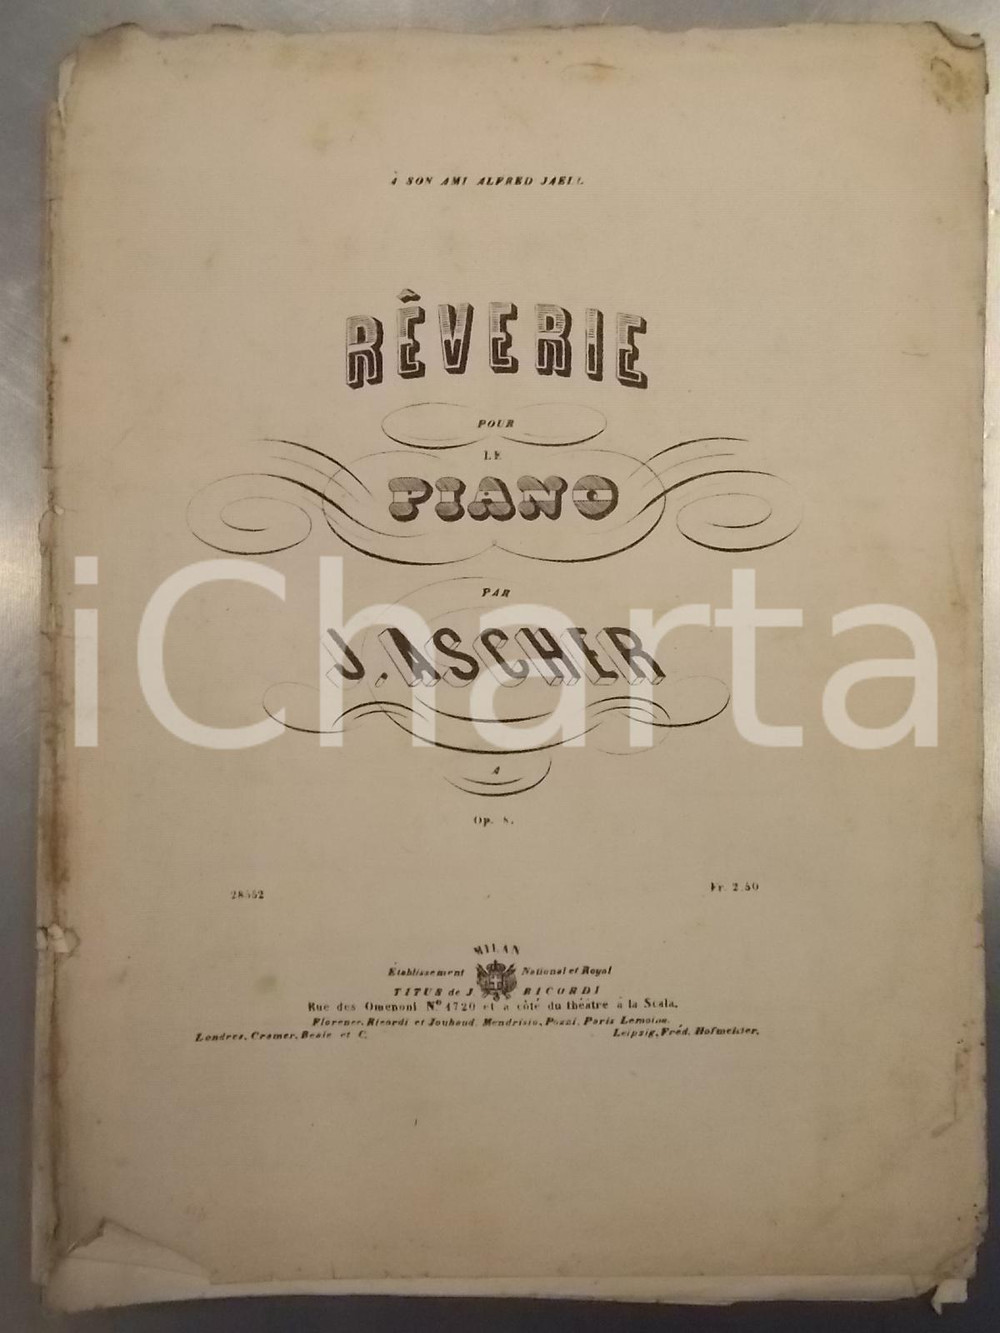 À SON AMI ALFRED JAELL
RÊVERIE
POUR
LE
PIANO
PAR
J. ASCHER
iCharta
A
Op. 8.
28552 Fr. 2.50
MILAN
Établissement National et Royal
TITUS de J. RICORDI
Rue des Omenoni Nº 1720 et a côté du théâtre à la Scala.
Florence, Ricordi et Jouhaud. Mendrisio, Pozzi. Paris Lemoine.
Londres, Cramer, Beale et C. Leipsig, Fréd. Hofmeister.